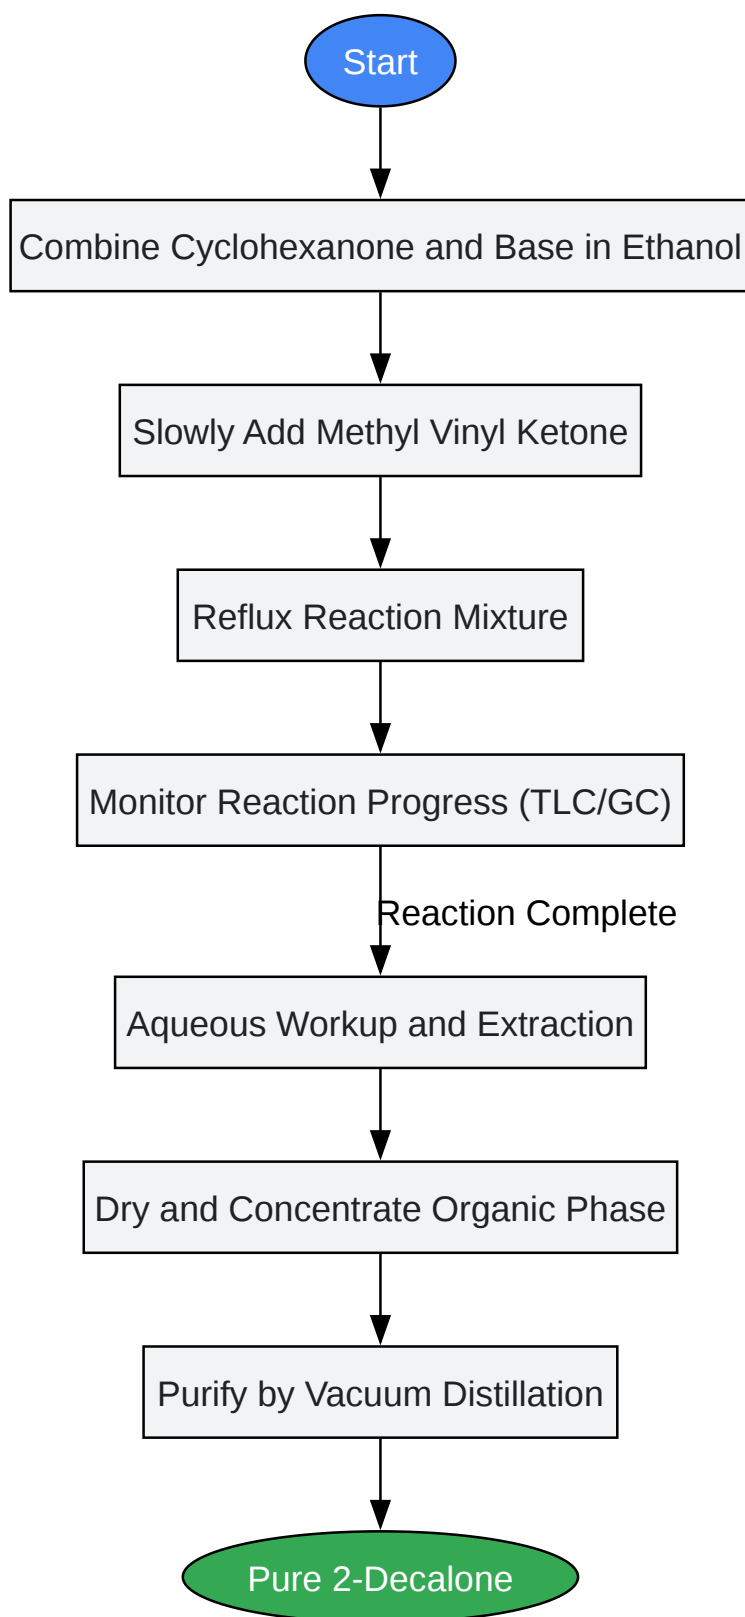 Start
Combine Cyclohexanone and Base in Ethanol
Slowly Add Methyl Vinyl Ketone
Reflux Reaction Mixture
Monitor Reaction Progress (TLC/GC)
Reaction Complete
Aqueous Workup and Extraction
Dry and Concentrate Organic Phase
Purify by Vacuum Distillation
Pure 2-Decalone